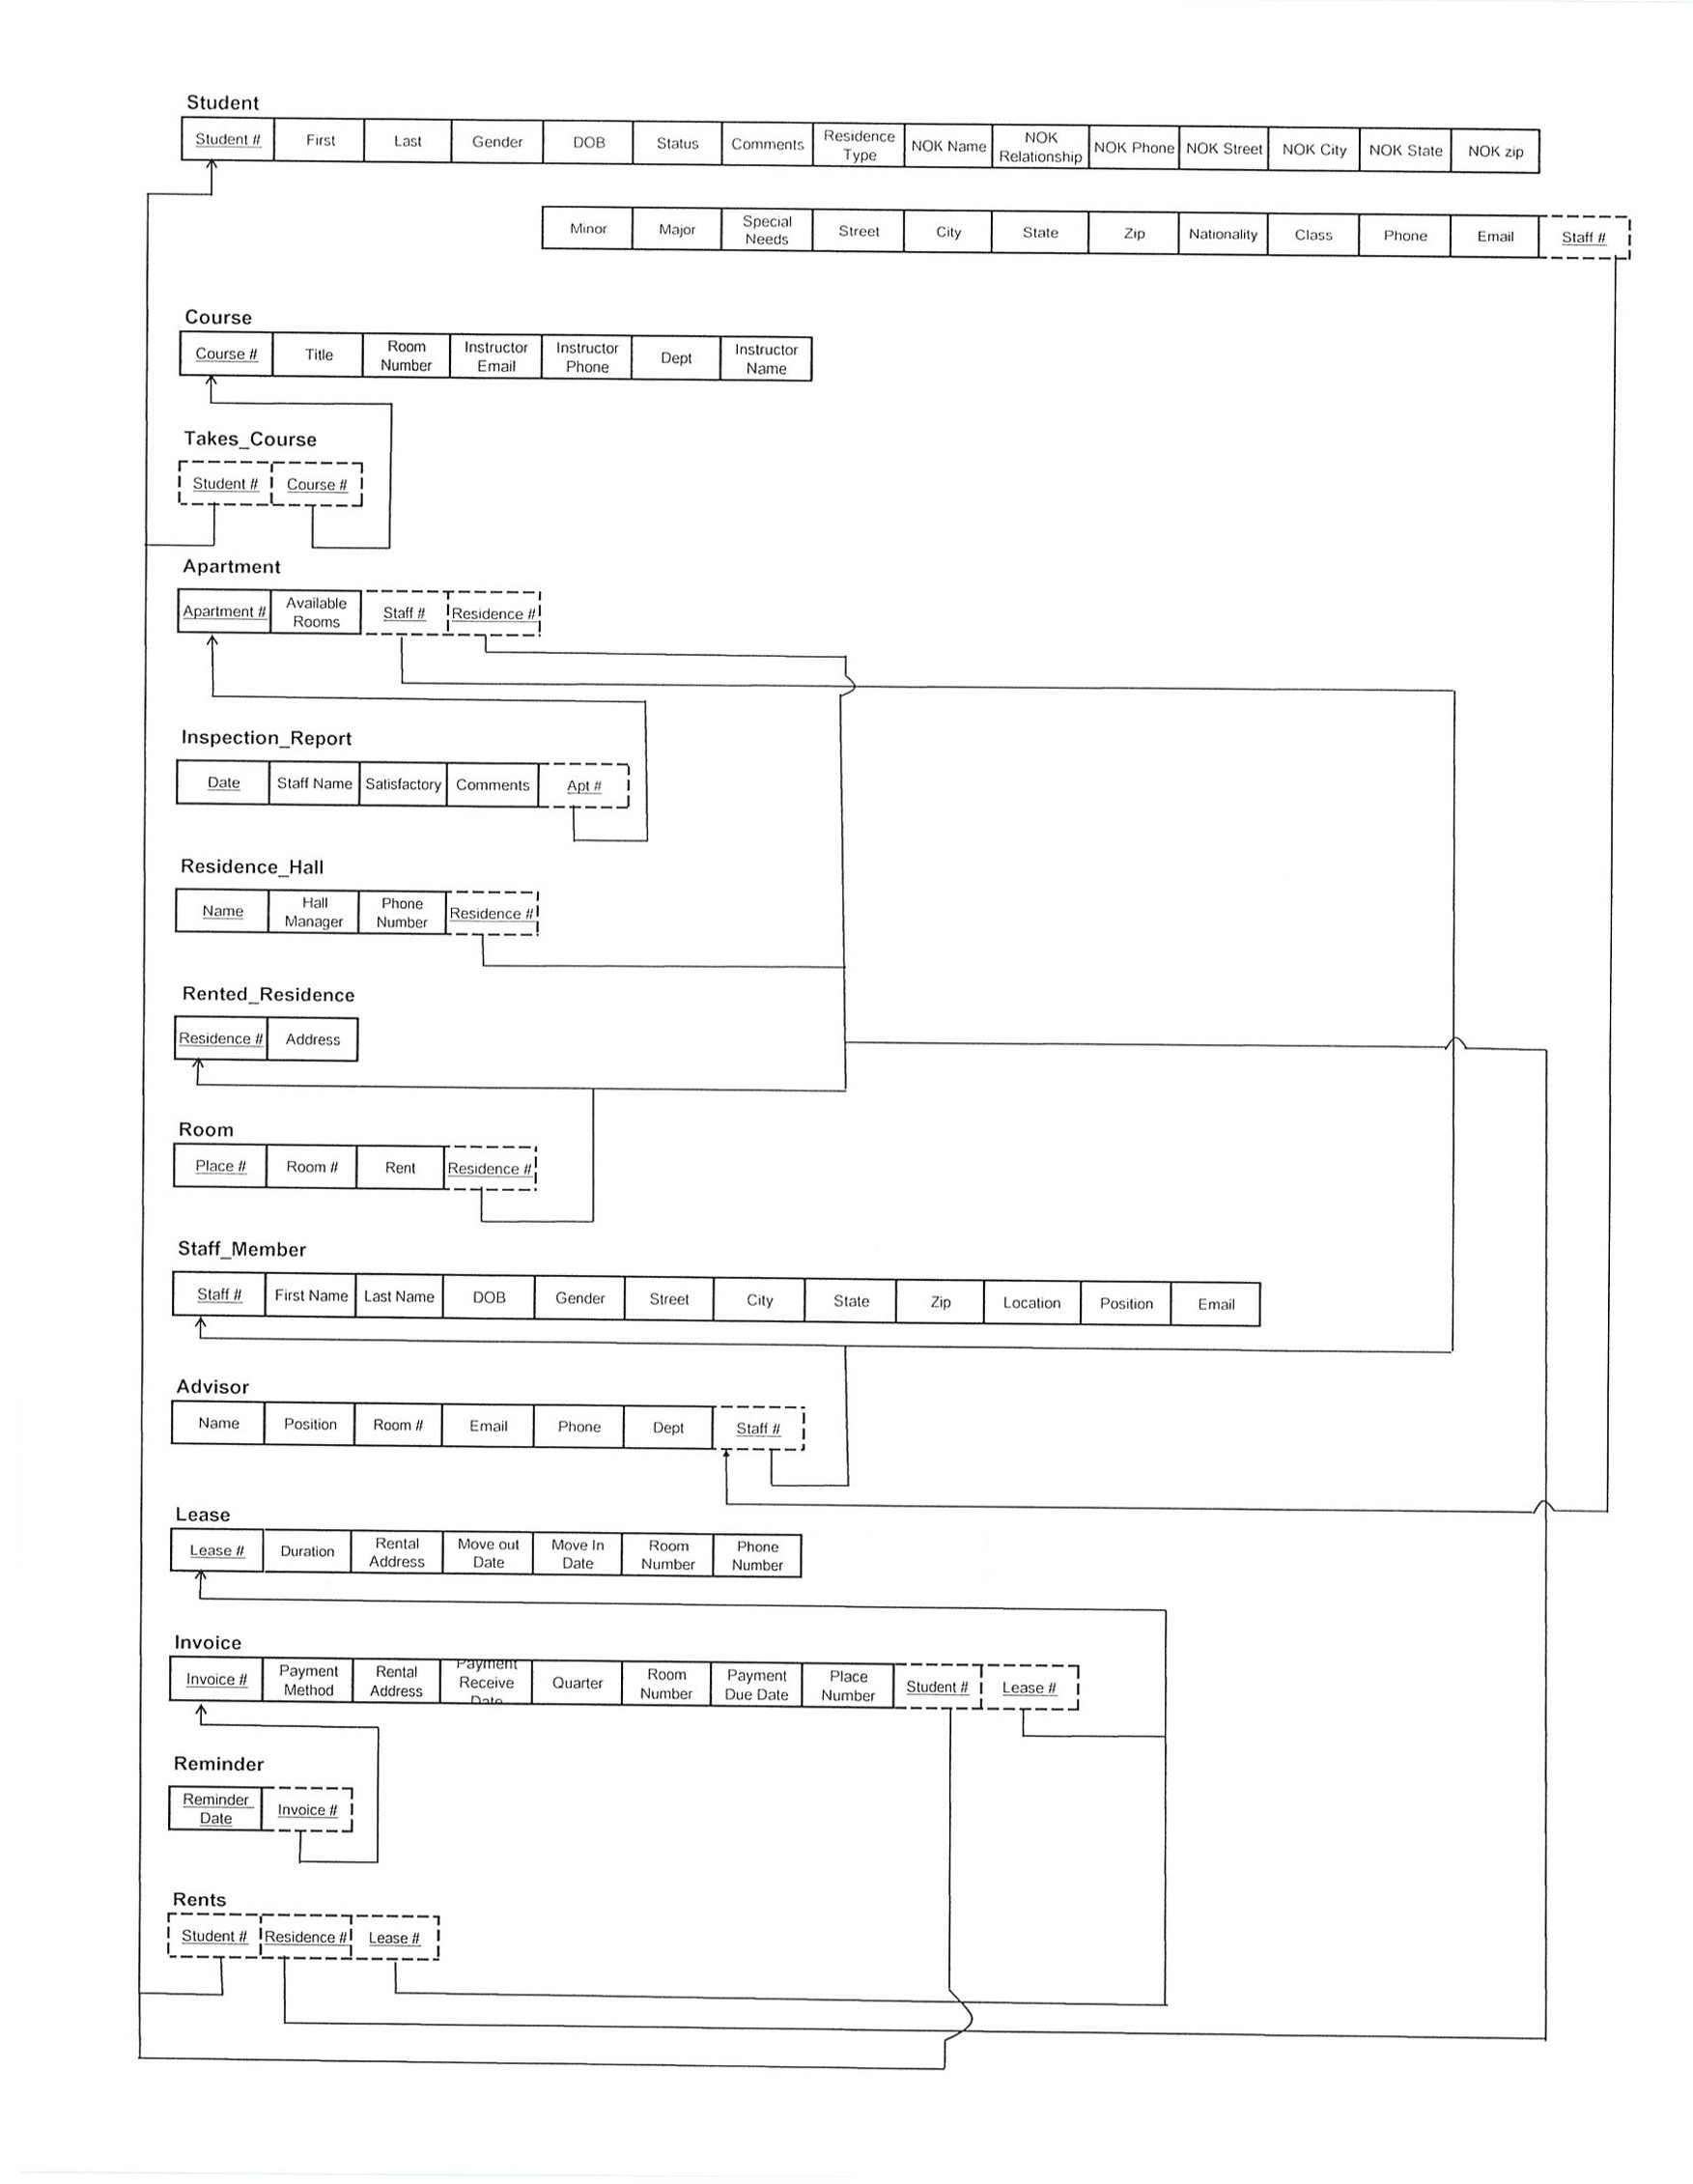 Student
Student # First Last Gender DOB Status Comments Residence Type NOK Name NOK Relationship NOK Phone NOK Street NOK City NOK State NOK zip
Minor Major Special Needs Street City State Zip Nationality Class Phone Email Staff #
Course
Course # Title Room Number Instructor Email Instructor Phone Dept Instructor Name
Takes_Course
Student # Course #
Apartment
Apartment # Available Rooms Staff # Residence #
Inspection_Report
Date Staff Name Satisfactory Comments Apt #
Residence_Hall
Name Hall Manager Phone Number Residence #
Rented_Residence
Residence # Address
Room
Place # Room # Rent Residence #
Staff_Member
Staff # First Name Last Name DOB Gender Street City State Zip Location Position Email
Advisor
Name Position Room # Email Phone Dept Staff #
Lease
Lease # Duration Rental Address Move out Date Move In Date Room Number Phone Number
Invoice
Invoice # Payment Method Rental Address Payment Receive Date Quarter Room Number Payment Due Date Place Number Student # Lease #
Reminder
Reminder Date Invoice #
Rents
Student # Residence # Lease #